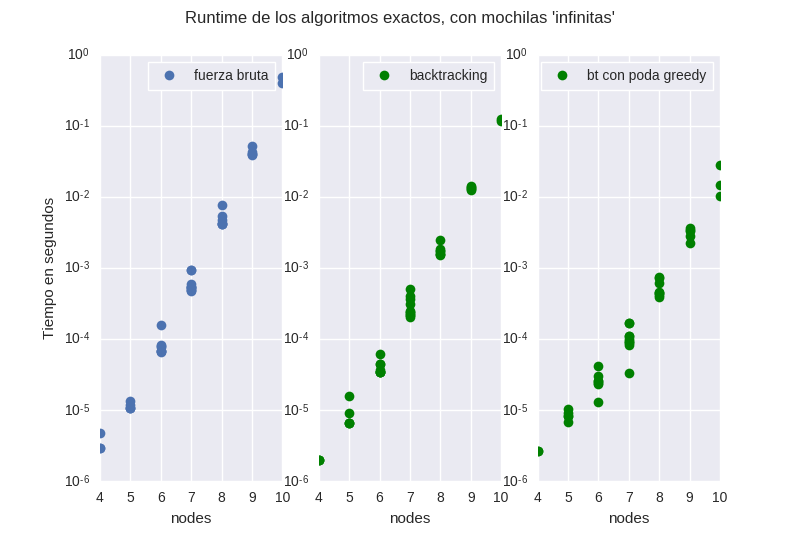 Runtime de los algoritmos exactos, con mochilas 'infinitas'
Tiempo en segundos
10⁰
10⁻¹
10⁻²
10⁻³
10⁻⁴
10⁻⁵
10⁻⁶
fuerza bruta
4 5 6 7 8 9 10
nodes
10⁰
10⁻¹
10⁻²
10⁻³
10⁻⁴
10⁻⁵
10⁻⁶
backtracking
4 5 6 7 8 9 10
nodes
10⁰
10⁻¹
10⁻²
10⁻³
10⁻⁴
10⁻⁵
10⁻⁶
bt con poda greedy
4 5 6 7 8 9 10
nodes